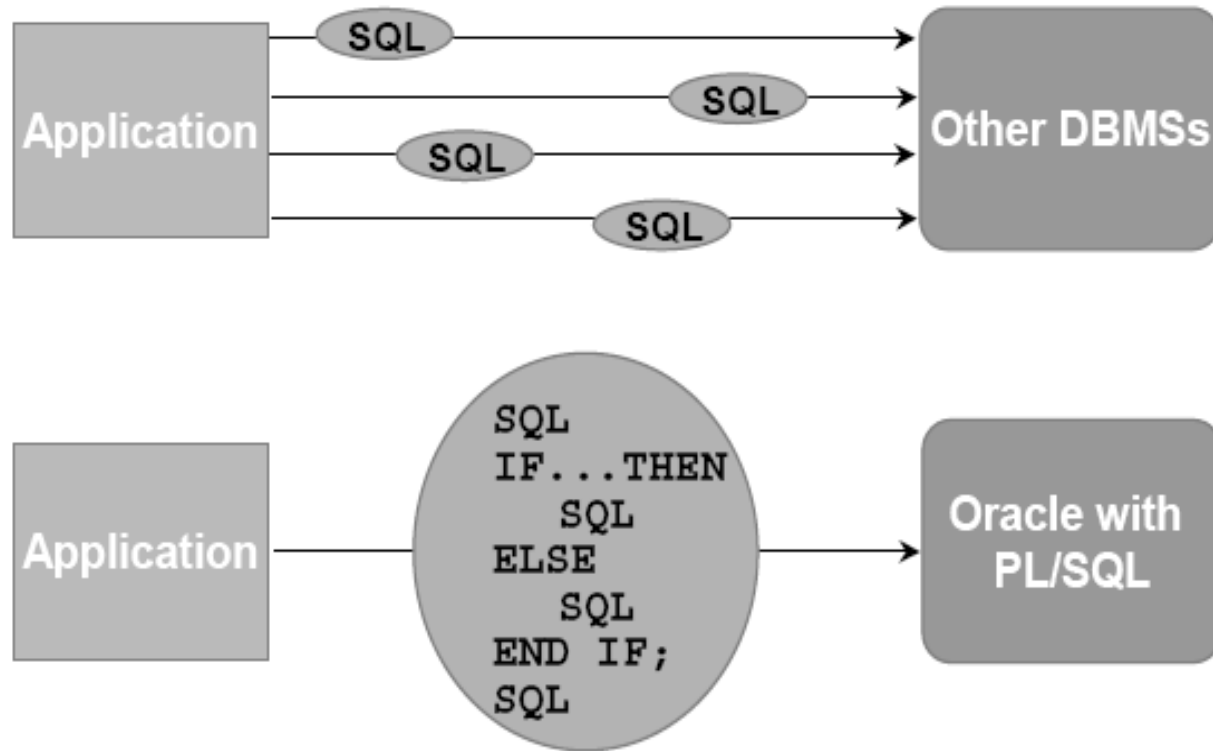 SQL
SQL
Application
Other DBMSs
SQL
SQL
SQL
IF...THEN
SQL
ELSE
SQL
END IF;
SQL
Application
Oracle with
PL/SQL